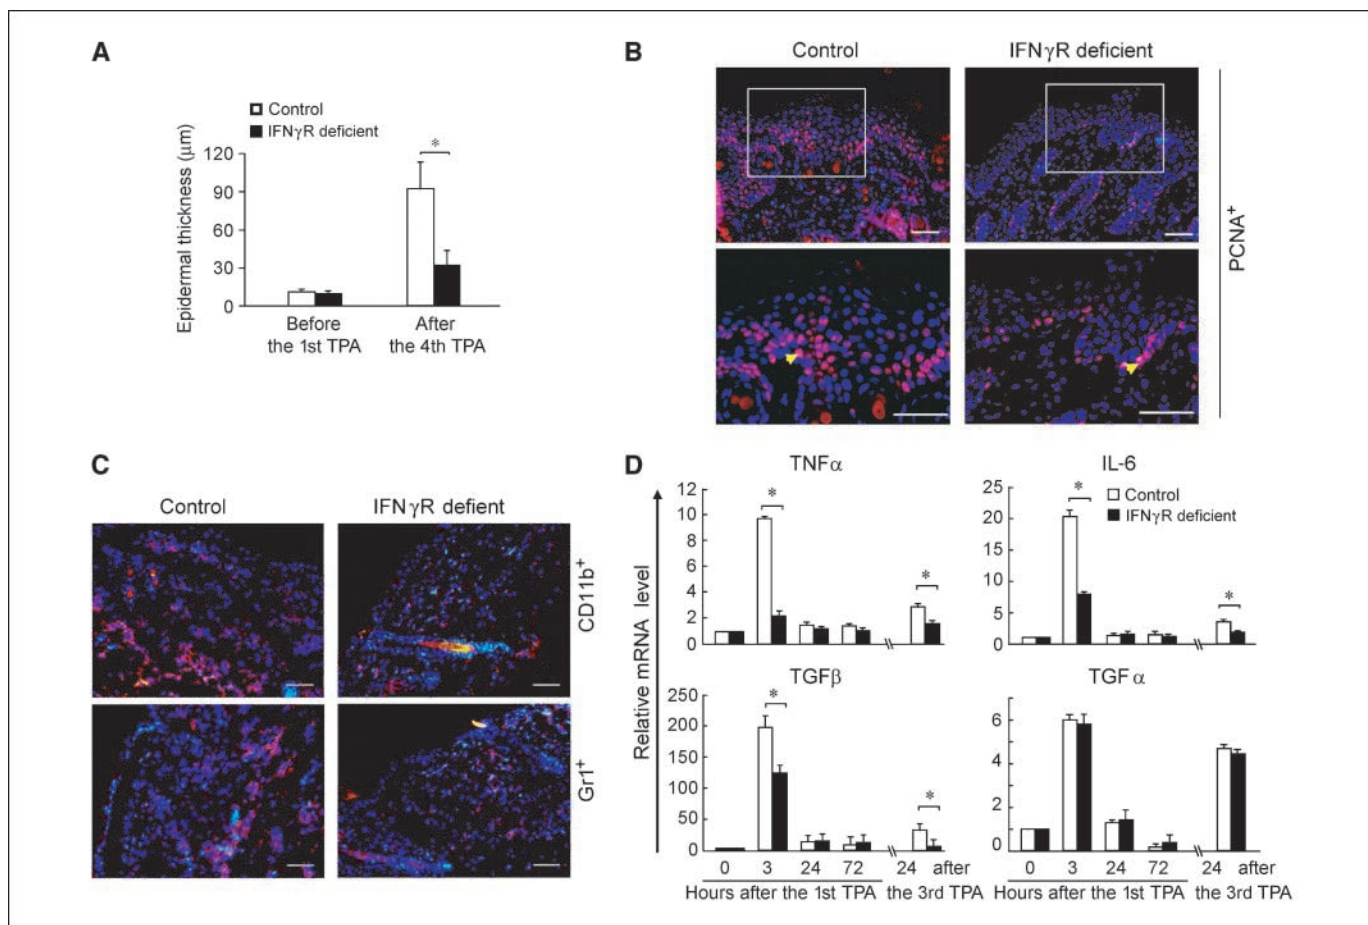 A
Control
IFNγR deficient
Epidermal thickness (μm)
120
90
60
30
0
*
Before
the 1st TPA
After
the 4th TPA
B
Control
IFNγR deficient
PCNA+
C
Control
IFNγR defient
CD11b+
Gr1+
D
Relative mRNA level
TNFα
12
10
8
6
4
2
0
*
*
IL-6
25
20
15
10
5
0
*
*
Control
IFNγR deficient
TGFβ
250
200
150
100
50
0
*
*
0 3 24 72 24 after
Hours after the 1st TPA the 3rd TPA
TGF α
6
4
2
0
0 3 24 72 24 after
Hours after the 1st TPA the 3rd TPA